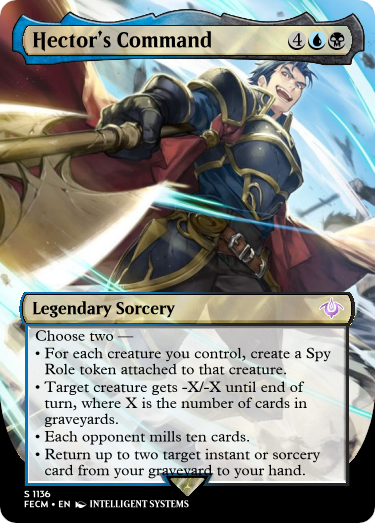 Hector's Command 4
Legendary Sorcery
Choose two —
• For each creature you control, create a Spy
Role token attached to that creature.
• Target creature gets -X/-X until end of
turn, where X is the number of cards in
graveyards.
• Each opponent mills ten cards.
• Return up to two target instant or sorcery
card from your graveyard to your hand.
S 1136
FECM • EN INTELLIGENT SYSTEMS